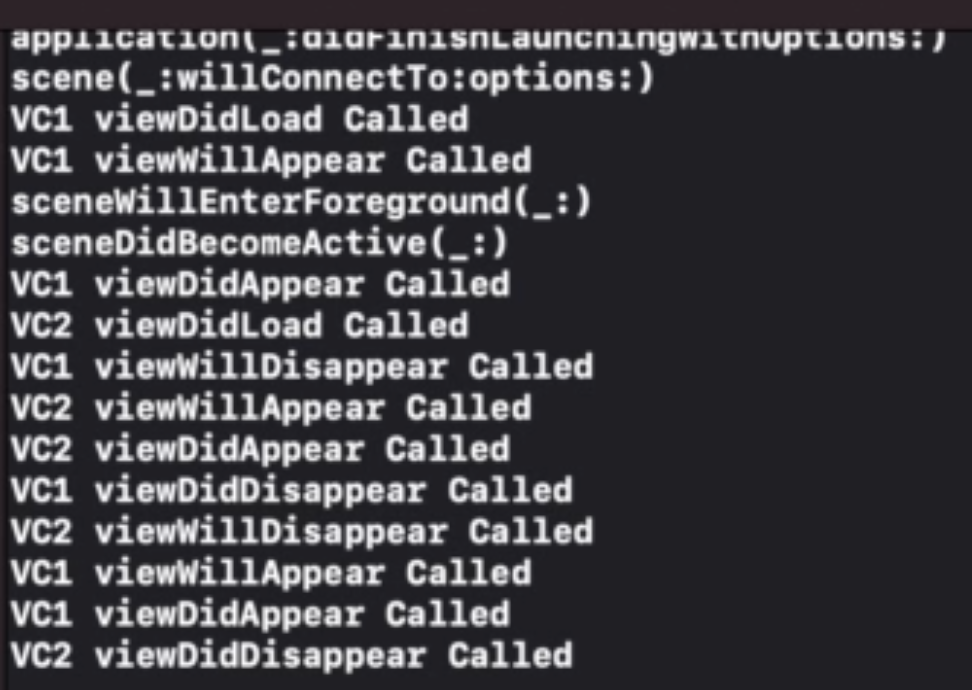 application(_:didFinishLaunchingWithOptions:)
scene(_:willConnectTo:options:)
VC1 viewDidLoad Called
VC1 viewWillAppear Called
sceneWillEnterForeground(_:)
sceneDidBecomeActive(_:)
VC1 viewDidAppear Called
VC2 viewDidLoad Called
VC1 viewWillDisappear Called
VC2 viewWillAppear Called
VC2 viewDidAppear Called
VC1 viewDidDisappear Called
VC2 viewWillDisappear Called
VC1 viewWillAppear Called
VC1 viewDidAppear Called
VC2 viewDidDisappear Called